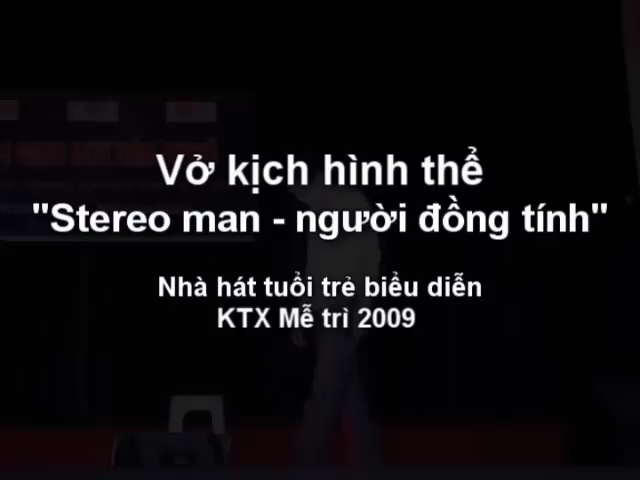 Vở kịch hình thể
"Stereo man - người đồng tính"
Nhà hát tuổi trẻ biểu diễn
KTX Mễ trì 2009